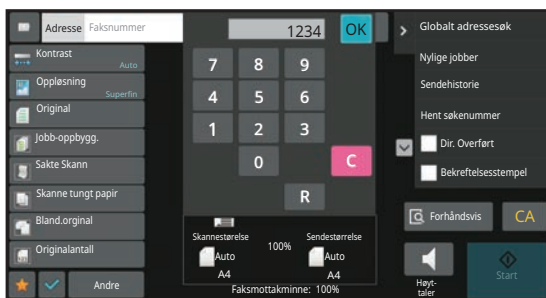 Adresse Faksnummer
1234 OK
Kontrast
Auto
Oppløsning
Superfin
Original
Jobb-oppbygg.
Sakte Skann
Skanne tungt papir
Bland.orginal
Originalantall
Andre
7 8 9
4 5 6
1 2 3
0 C
R
Skannestørelse
Auto
A4
100%
Sendestørrelse
Auto
A4
Faksmottakminne: 100%
Globalt adressesøk
Nylige jobber
Sendehistorie
Hent søkenummer
Dir. Overført
Bekreftelsesstempel
Forhåndsvis
CA
Høyt-
taler
Start